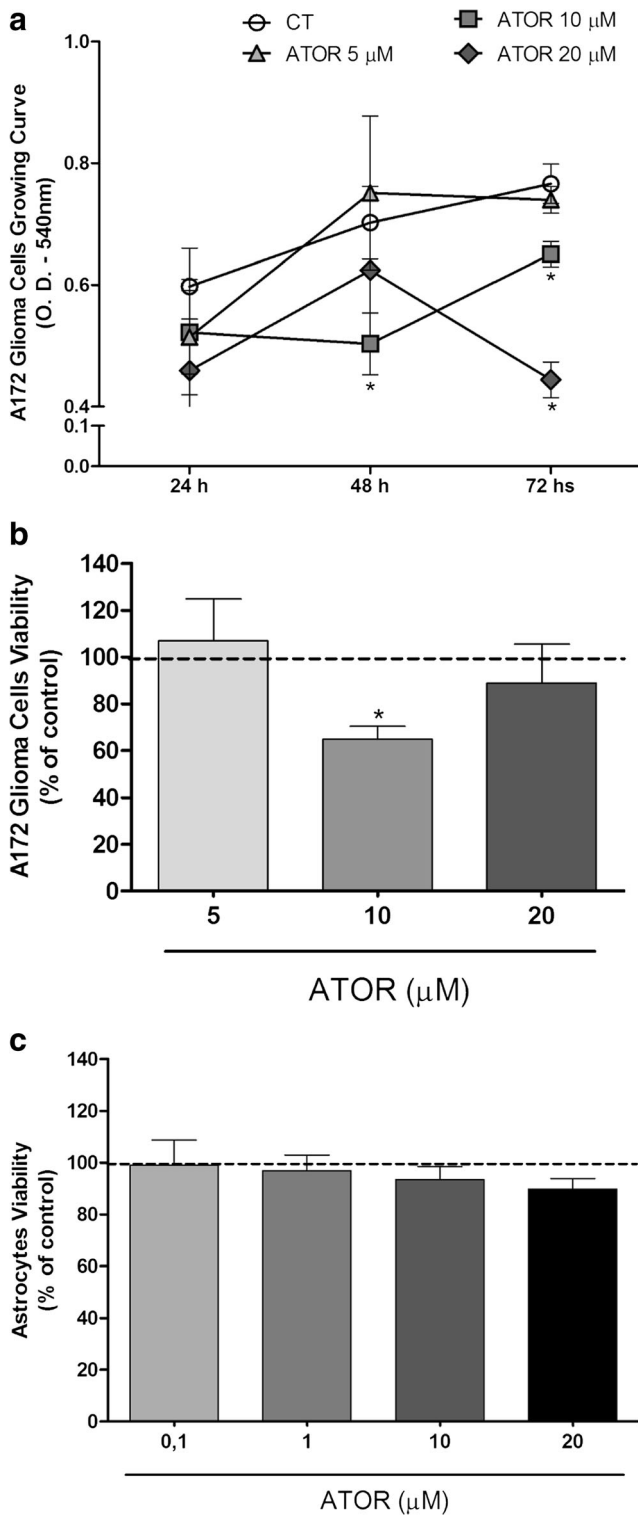 a
CT
ATOR 5 μM
ATOR 10 μM
ATOR 20 μM
A172 Glioma Cells Growing Curve
(O. D. - 540nm)
1.0
0.8
0.6
0.4
0.1
0.0
*
*
*
24 h
48 h
72 hs
b
A172 Glioma Cells Viability
(% of control)
140
120
100
80
60
40
20
0
*
5
10
20
ATOR (μM)
c
Astrocytes Viability
(% of control)
140
120
100
80
60
40
20
0
0,1
1
10
20
ATOR (μM)